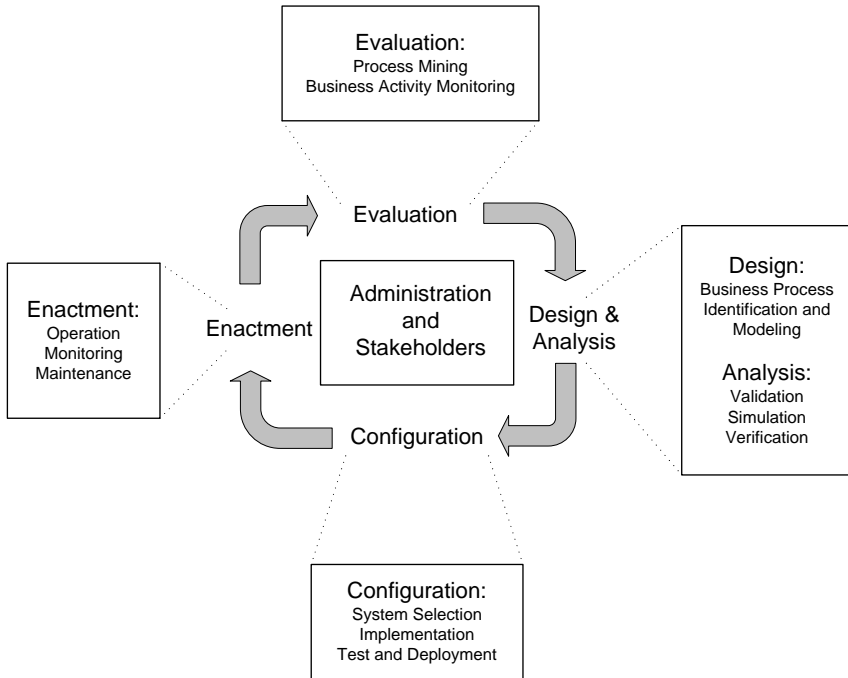 Evaluation:
Process Mining
Business Activity Monitoring
Evaluation
Administration
and
Stakeholders
Design &
Analysis
Design:
Business Process
Identification and
Modeling
Analysis:
Validation
Simulation
Verification
Enactment:
Operation
Monitoring
Maintenance
Enactment
Configuration
Configuration:
System Selection
Implementation
Test and Deployment